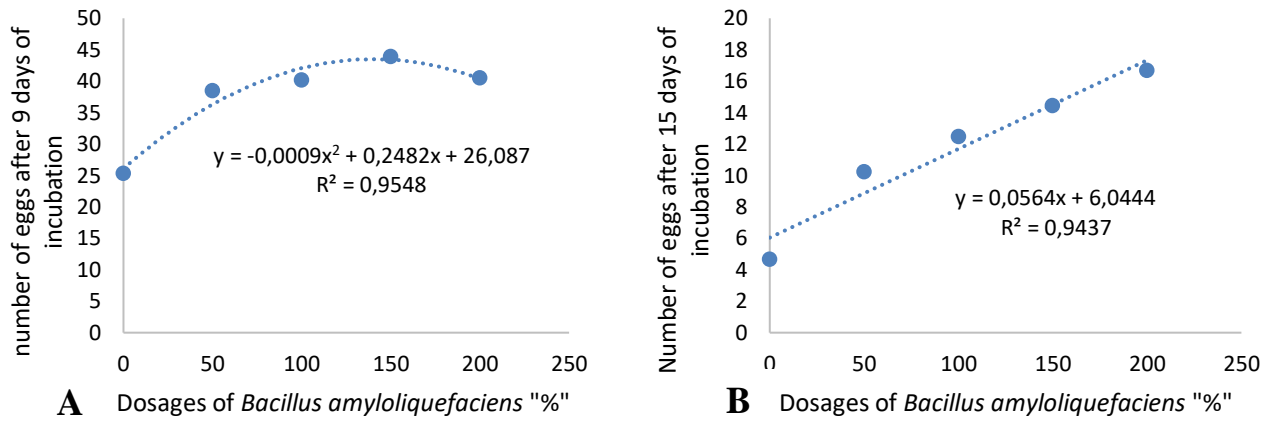 number of eggs after 9 days of
incubation
50
45
40
35
30
25
20
15
10
5
0
y = -0,0009x² + 0,2482x + 26,087
R² = 0,9548
0 50 100 150 200 250
A Dosages of Bacillus amyloliquefaciens "%"
Number of eggs after 15 days of
incubation
20
18
16
14
12
10
8
6
4
2
0
y = 0,0564x + 6,0444
R² = 0,9437
0 50 100 150 200 250
B Dosages of Bacillus amyloliquefaciens "%"